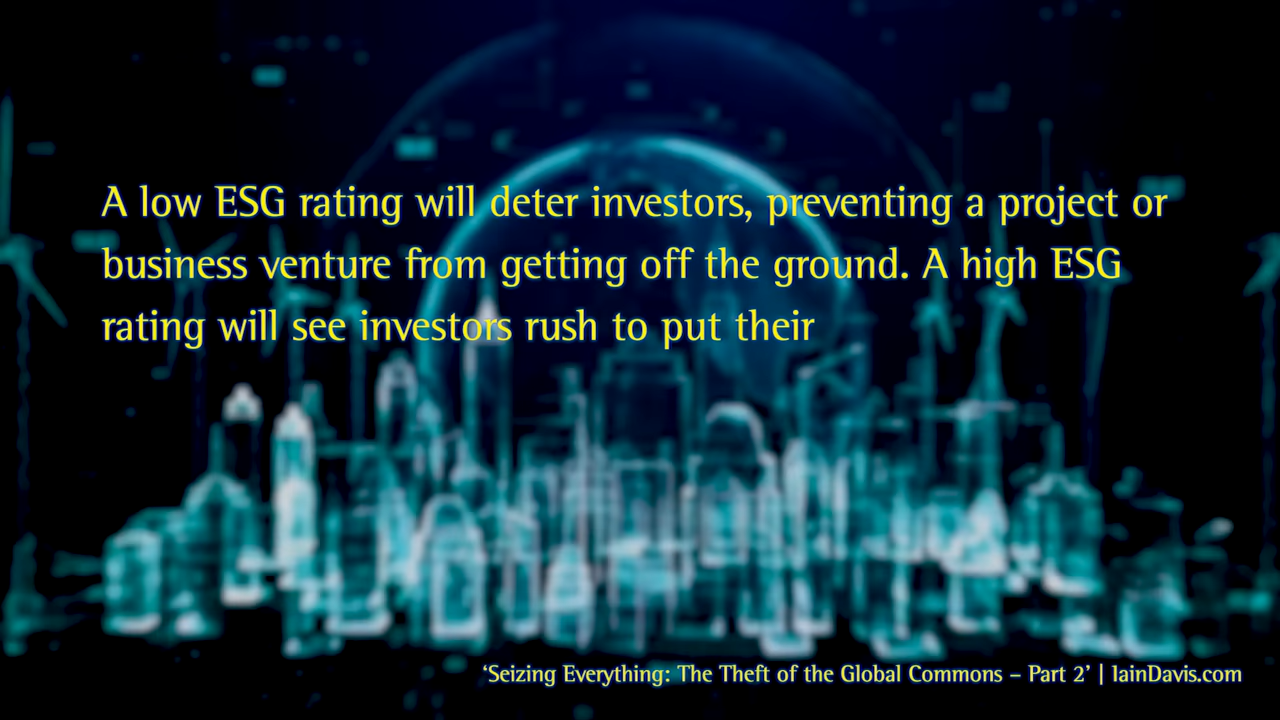 A low ESG rating will deter investors, preventing a project or
business venture from getting off the ground. A high ESG
rating will see investors rush to put their
‘Seizing Everything: The Theft of the Global Commons – Part 2’ | IainDavis.com